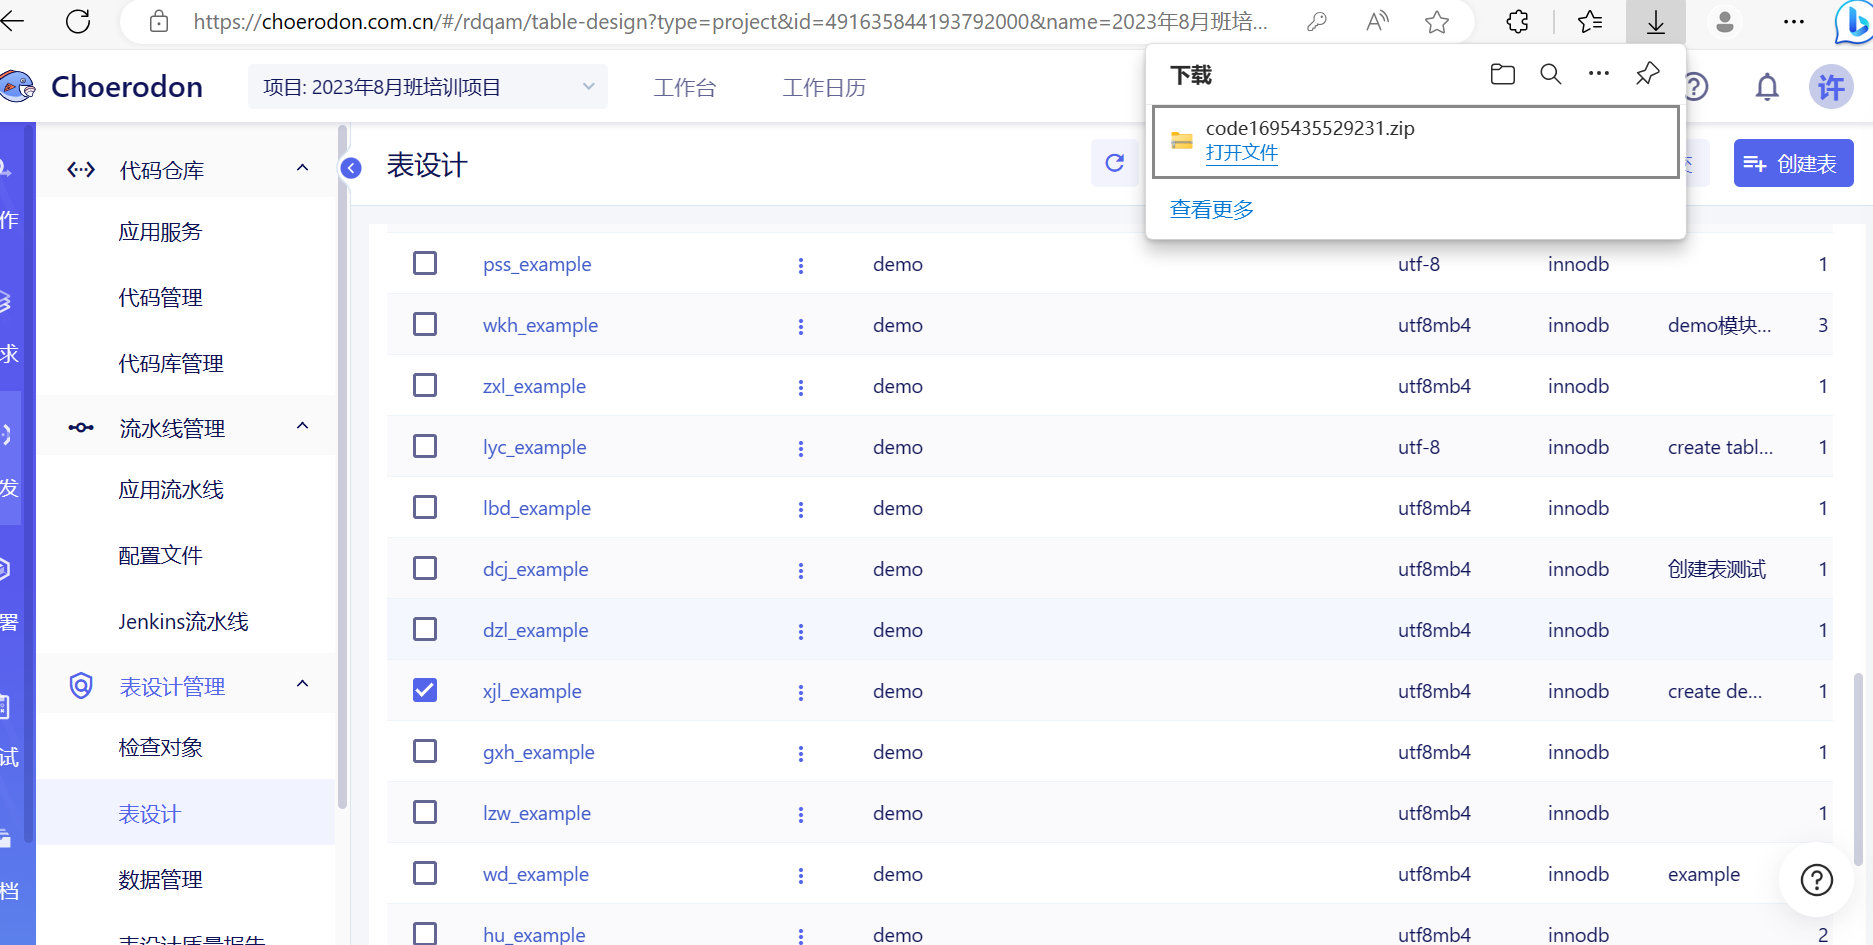 https://choerodon.com.cn/#/rdqam/table-design?type=project&id=491635844193792000&name=2023年8月班培...
Choerodon
项目: 2023年8月班培训项目
工作台
工作日历
许
下载
code1695435529231.zip
打开文件
查看更多
作
求
发
署
试
档
代码仓库
应用服务
代码管理
代码库管理
流水线管理
应用流水线
配置文件
Jenkins流水线
表设计管理
检查对象
表设计
数据管理
表设计质量报告
表设计
创建表
pss_example demo utf-8 innodb 1
wkh_example demo utf8mb4 innodb demo模块... 3
zxl_example demo utf8mb4 innodb 1
lyc_example demo utf-8 innodb create tabl... 1
lbd_example demo utf8mb4 innodb 1
dcj_example demo utf8mb4 innodb 创建表测试 1
dzl_example demo utf8mb4 innodb 1
xjl_example demo utf8mb4 innodb create de... 1
gxh_example demo utf8mb4 innodb 1
lzw_example demo utf8mb4 innodb 1
wd_example demo utf8mb4 innodb example
hu_example demo utf8mb4 innodb 2